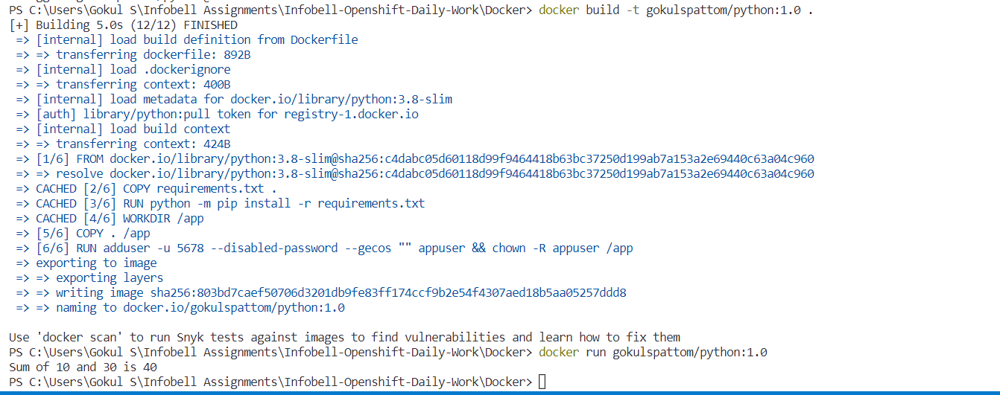 PS C:\Users\Gokul S\Infobell Assignments\Infobell-Openshift-Daily-Work\Docker> docker build -t gokulspattom/python:1.0 .
[+] Building 5.0s (12/12) FINISHED
=> [internal] load build definition from Dockerfile
=> => transferring dockerfile: 892B
=> [internal] load .dockerignore
=> => transferring context: 400B
=> [internal] load metadata for docker.io/library/python:3.8-slim
=> [auth] library/python:pull token for registry-1.docker.io
=> [internal] load build context
=> => transferring context: 424B
=> [1/6] FROM docker.io/library/python:3.8-slim@sha256:c4dabc05d60118d99f9464418b63bc37250d199ab7a153a2e69440c63a04c960
=> => resolve docker.io/library/python:3.8-slim@sha256:c4dabc05d60118d99f9464418b63bc37250d199ab7a153a2e69440c63a04c960
=> CACHED [2/6] COPY requirements.txt .
=> CACHED [3/6] RUN python -m pip install -r requirements.txt
=> CACHED [4/6] WORKDIR /app
=> [5/6] COPY . /app
=> [6/6] RUN adduser -u 5678 --disabled-password --gecos "" appuser && chown -R appuser /app
=> exporting to image
=> => exporting layers
=> => writing image sha256:803bd7caef50706d3201db9fe83ff174ccf9b2e54f4307aed18b5aa05257ddd8
=> => naming to docker.io/gokulspattom/python:1.0
Use 'docker scan' to run Snyk tests against images to find vulnerabilities and learn how to fix them
PS C:\Users\Gokul S\Infobell Assignments\Infobell-Openshift-Daily-Work\Docker> docker run gokulspattom/python:1.0
Sum of 10 and 30 is 40
PS C:\Users\Gokul S\Infobell Assignments\Infobell-Openshift-Daily-Work\Docker>